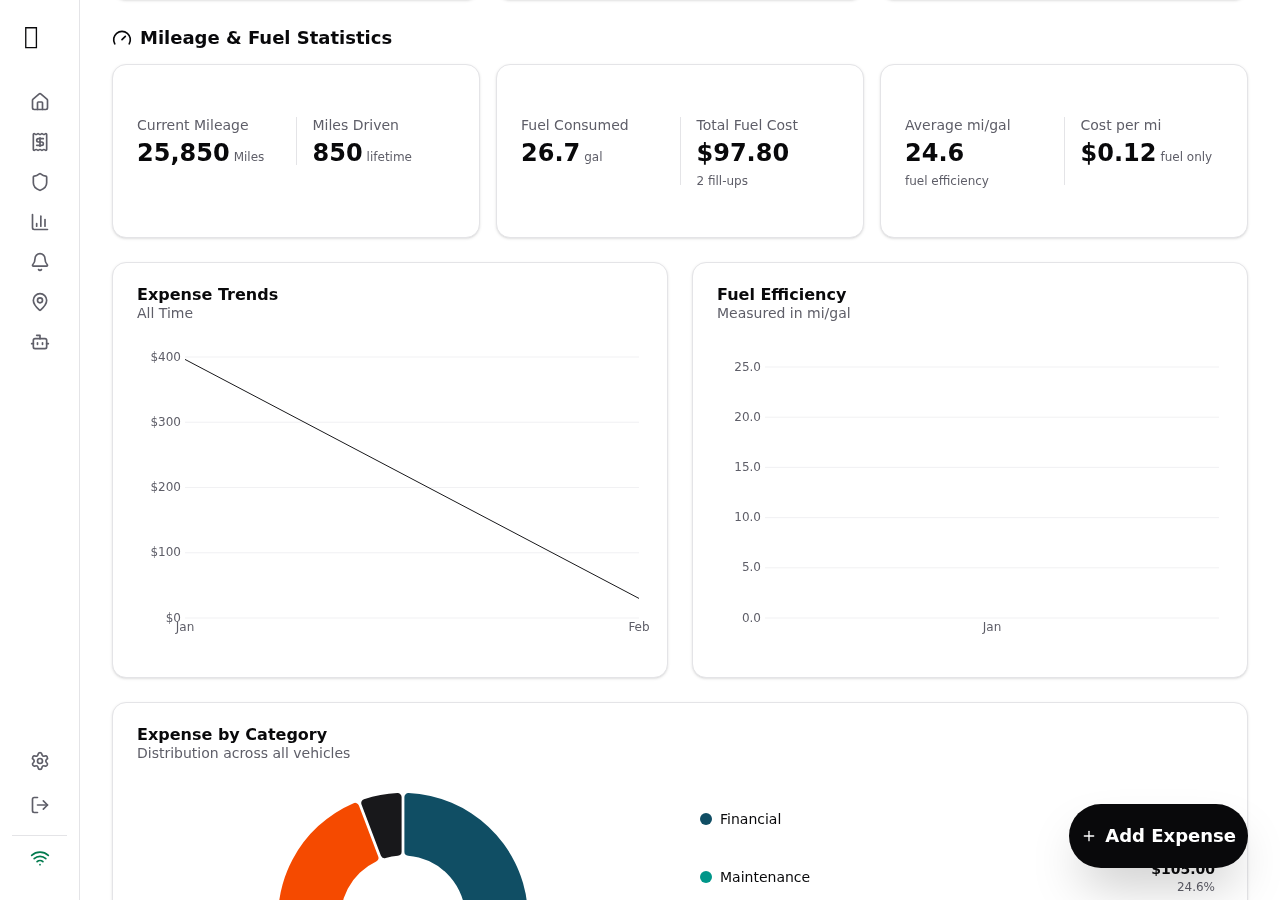 Mileage & Fuel Statistics
Current Mileage
25,850 Miles
Miles Driven
850 lifetime
Fuel Consumed
26.7 gal
Total Fuel Cost
$97.80
2 fill-ups
Average mi/gal
24.6
fuel efficiency
Cost per mi
$0.12 fuel only
Expense Trends
All Time
$400
$300
$200
$100
$0
Jan
Feb
Fuel Efficiency
Measured in mi/gal
25.0
20.0
15.0
10.0
5.0
0.0
Jan
Expense by Category
Distribution across all vehicles
Financial
Maintenance
$105.00
24.6%
+ Add Expense